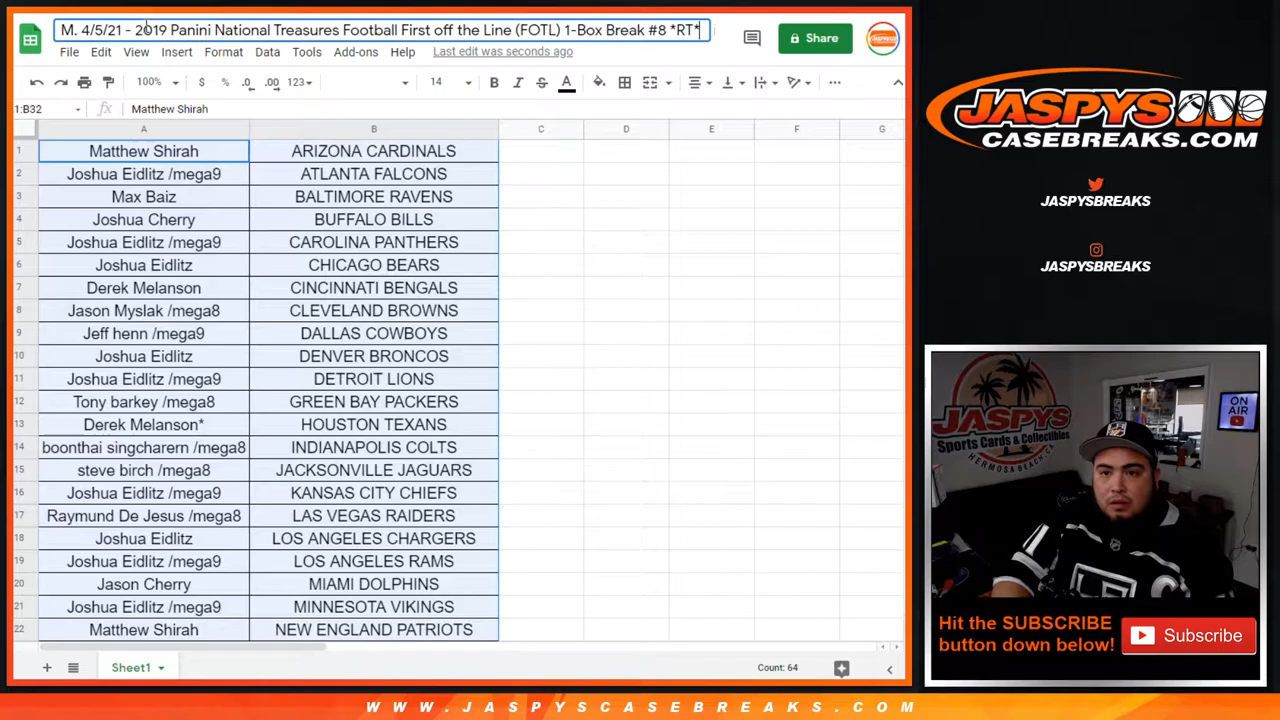 M. 4/5/21 - 2019 Panini National Treasures Football First off the Line (FOTL) 1-Box Break #8 *RT*
Share
File Edit View Insert Format Data Tools Add-ons Help Last edit was seconds ago
100% $ % .0 .00 123 14 B I S A
1:B32 fx Matthew Shirah
A B C D E F G
1 Matthew Shirah ARIZONA CARDINALS
2 Joshua Eidlitz /mega9 ATLANTA FALCONS
3 Max Baiz BALTIMORE RAVENS
4 Joshua Cherry BUFFALO BILLS
5 Joshua Eidlitz /mega9 CAROLINA PANTHERS
6 Joshua Eidlitz CHICAGO BEARS
7 Derek Melanson CINCINNATI BENGALS
8 Jason Myslak /mega8 CLEVELAND BROWNS
9 Jeff henn /mega9 DALLAS COWBOYS
10 Joshua Eidlitz DENVER BRONCOS
11 Joshua Eidlitz /mega9 DETROIT LIONS
12 Tony barkey /mega8 GREEN BAY PACKERS
13 Derek Melanson* HOUSTON TEXANS
14 boonthai singcharern /mega8 INDIANAPOLIS COLTS
15 steve birch /mega8 JACKSONVILLE JAGUARS
16 Joshua Eidlitz /mega9 KANSAS CITY CHIEFS
17 Raymund De Jesus /mega8 LAS VEGAS RAIDERS
18 Joshua Eidlitz LOS ANGELES CHARGERS
19 Joshua Eidlitz /mega9 LOS ANGELES RAMS
20 Jason Cherry MIAMI DOLPHINS
21 Joshua Eidlitz /mega9 MINNESOTA VIKINGS
22 Matthew Shirah NEW ENGLAND PATRIOTS
Sheet1
Count: 64
JASPYS
CASEBREAKS.COM
JASPYSBREAKS
JASPYSBREAKS
JASPYS
Sports Cards & Collectibles
HERMOSA BEACH, CA
ON
AIR
Hit the SUBSCRIBE
button down below!
Subscribe
WWW.JASPYSCASEBREAKS.COM